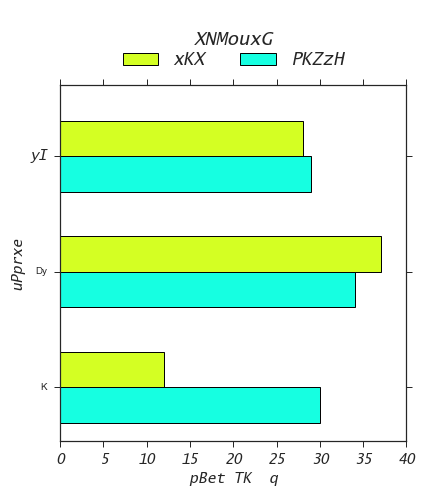 XNMouxG
xKX PKZzH
yI
Dy
K
uPprxe
0 5 10 15 20 25 30 35 40
pBet TK q